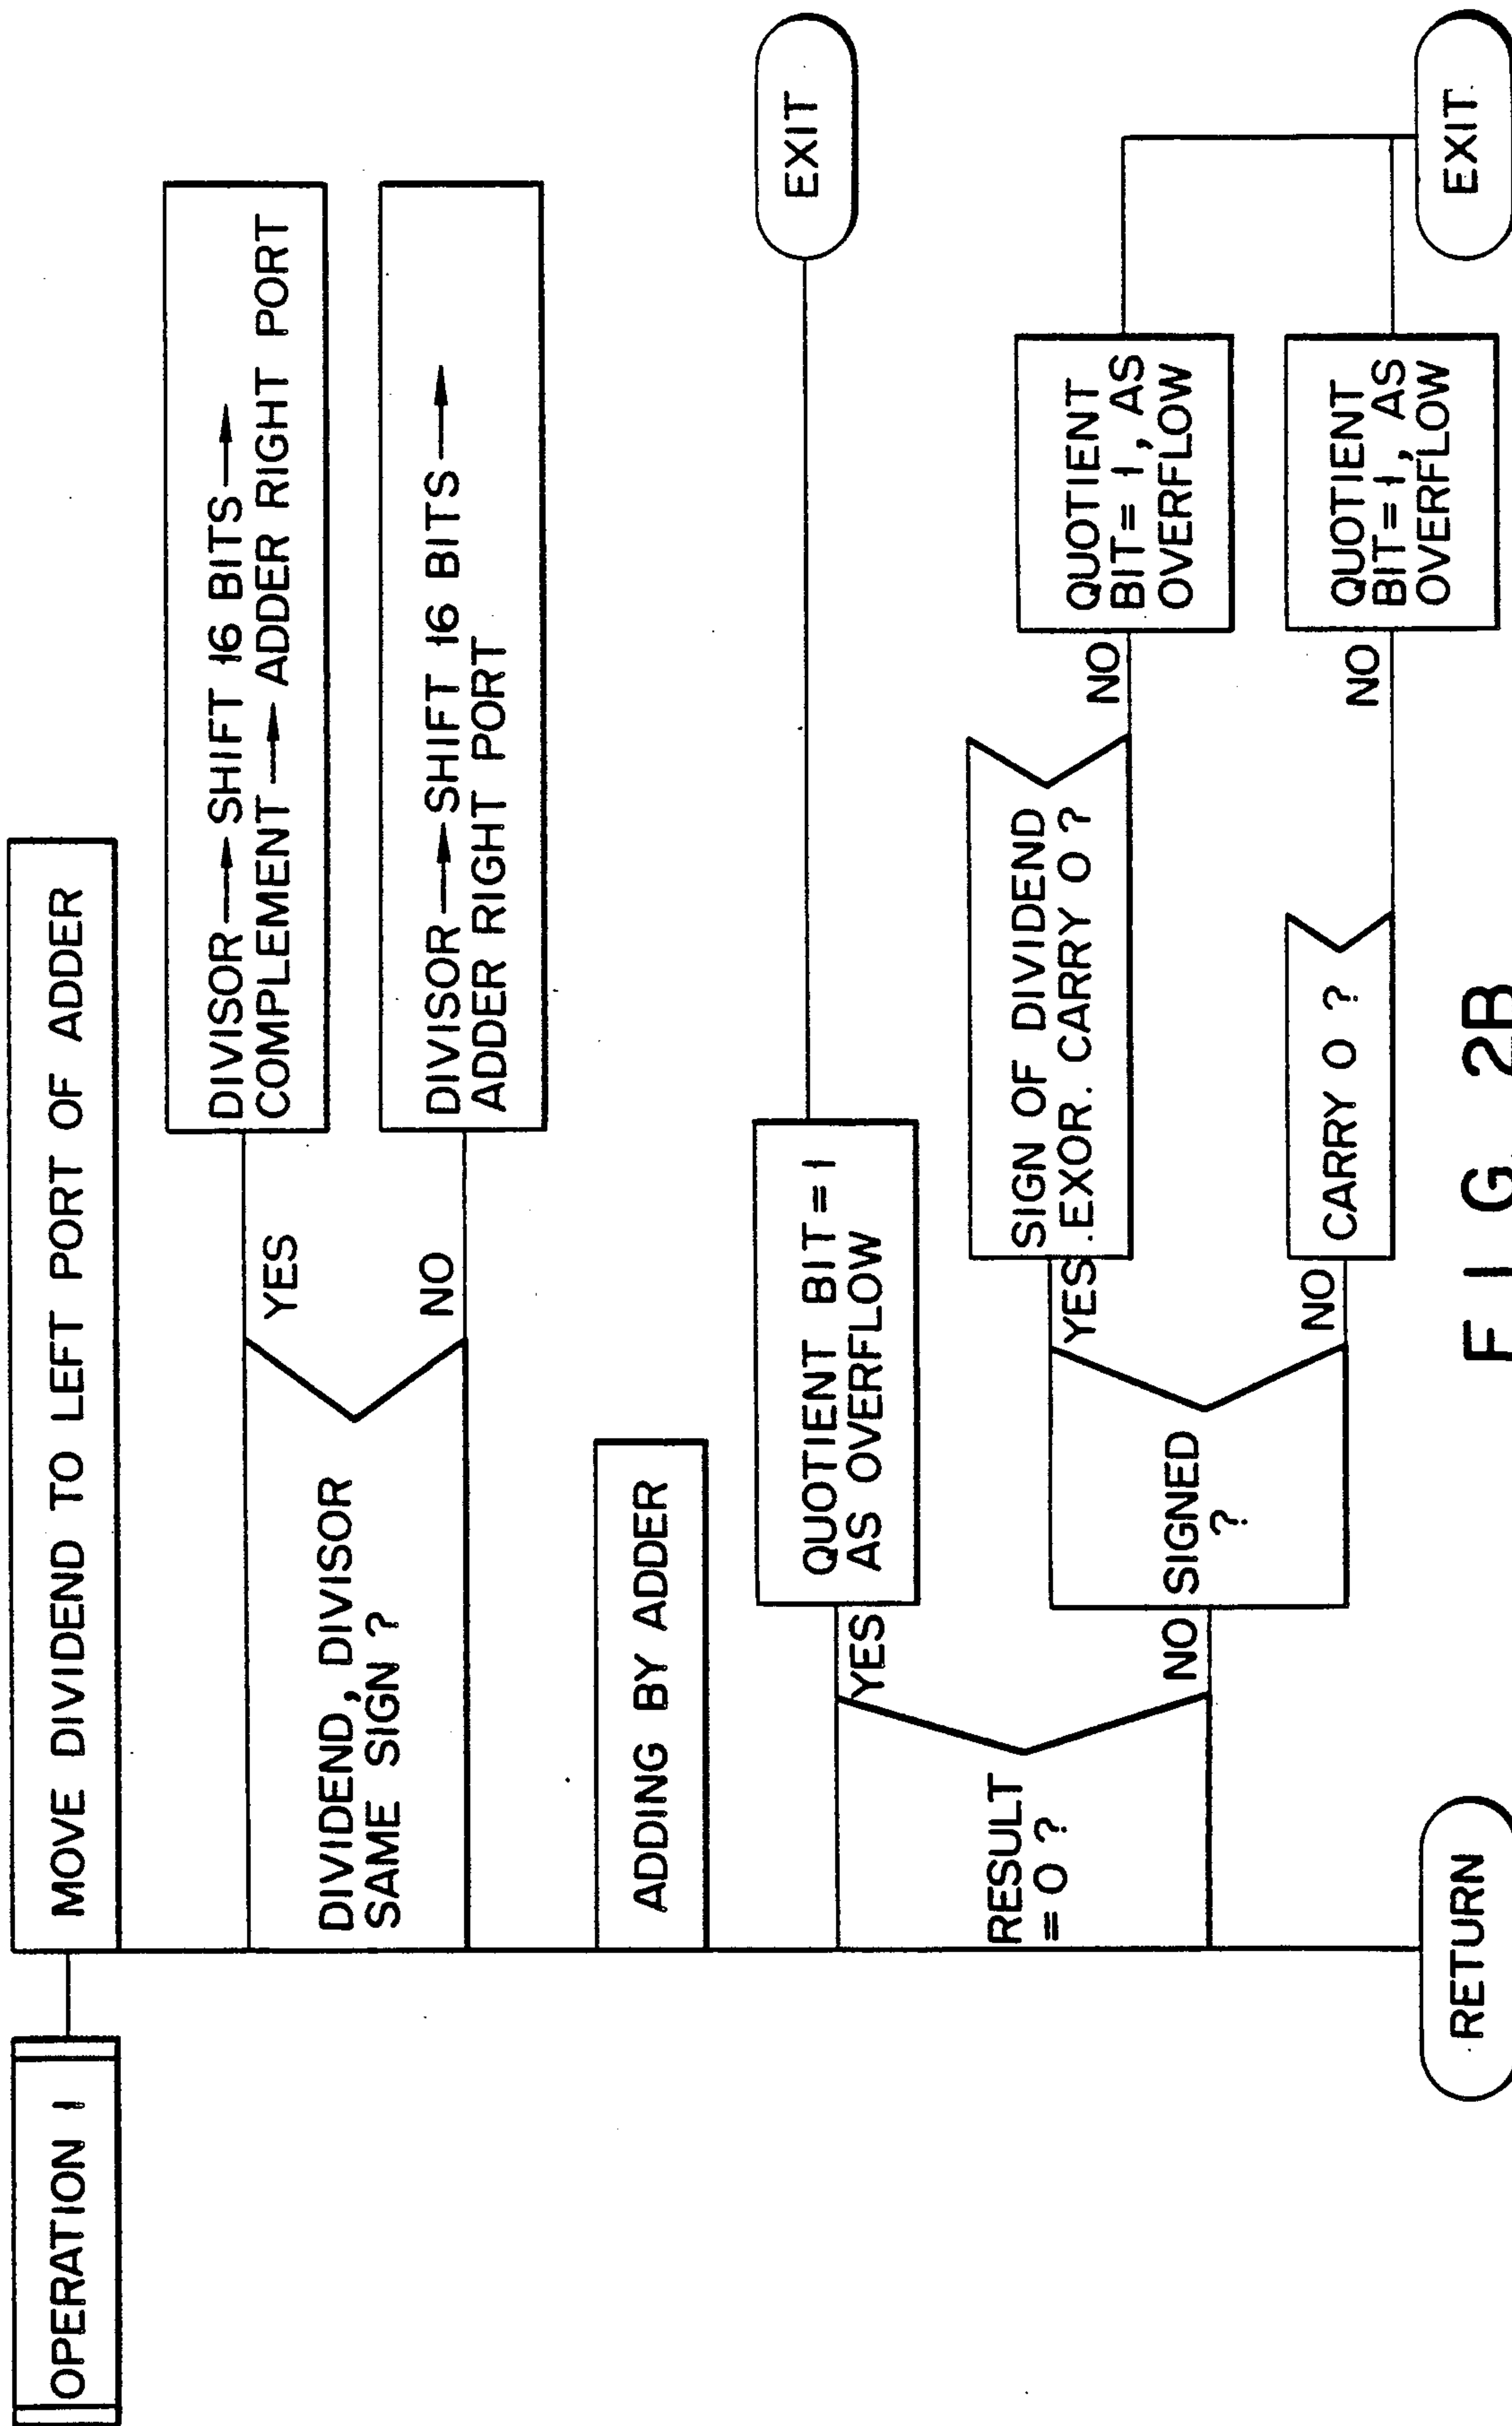 OPERATION 1
MOVE DIVIDEND TO LEFT PORT OF ADDER
DIVIDEND, DIVISOR
SAME SIGN ?
YES
DIVISOR → SHIFT 16 BITS →
COMPLEMENT → ADDER RIGHT PORT
NO
DIVISOR → SHIFT 16 BITS →
ADDER RIGHT PORT
ADDING BY ADDER
RESULT
= 0 ?
YES
QUOTIENT BIT = 1
AS OVERFLOW
EXIT
NO
SIGNED
?
YES
SIGN OF DIVIDEND
.EXOR. CARRY 0 ?
NO
QUOTIENT
BIT = 1, AS
OVERFLOW
NO
CARRY 0 ?
NO
QUOTIENT
BIT = 1, AS
OVERFLOW
RETURN
EXIT
F I G. 2B